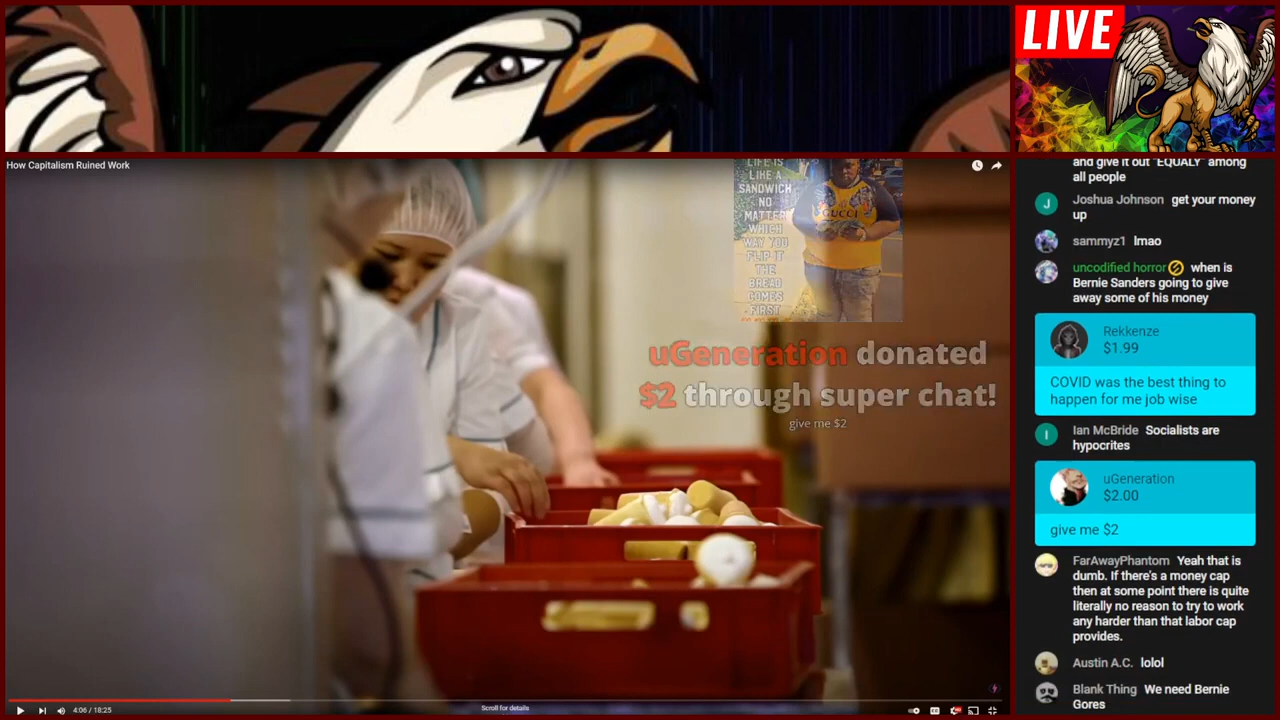 LIVE
How Capitalism Ruined Work
LIFE IS
LIKE A
SANDWICH
NO
MATTER
WHICH
WAY YOU
FLIP IT
THE
BREAD
COMES
FIRST
GUCCI
uGeneration donated
$2 through super chat!
give me $2
4:06 / 18:25
Scroll for details
and give it out "EQUALY" among
all people
J
Joshua Johnson get your money
up
sammyz1 lmao
uncodified horror when is
Bernie Sanders going to give
away some of his money
Rekkenze
$1.99
COVID was the best thing to
happen for me job wise
I
Ian McBride Socialists are
hypocrites
uGeneration
$2.00
give me $2
FarAwayPhantom Yeah that is
dumb. If there's a money cap
then at some point there is quite
literally no reason to try to work
any harder than that labor cap
provides.
Austin A.C. lolol
Blank Thing We need Bernie
Gores